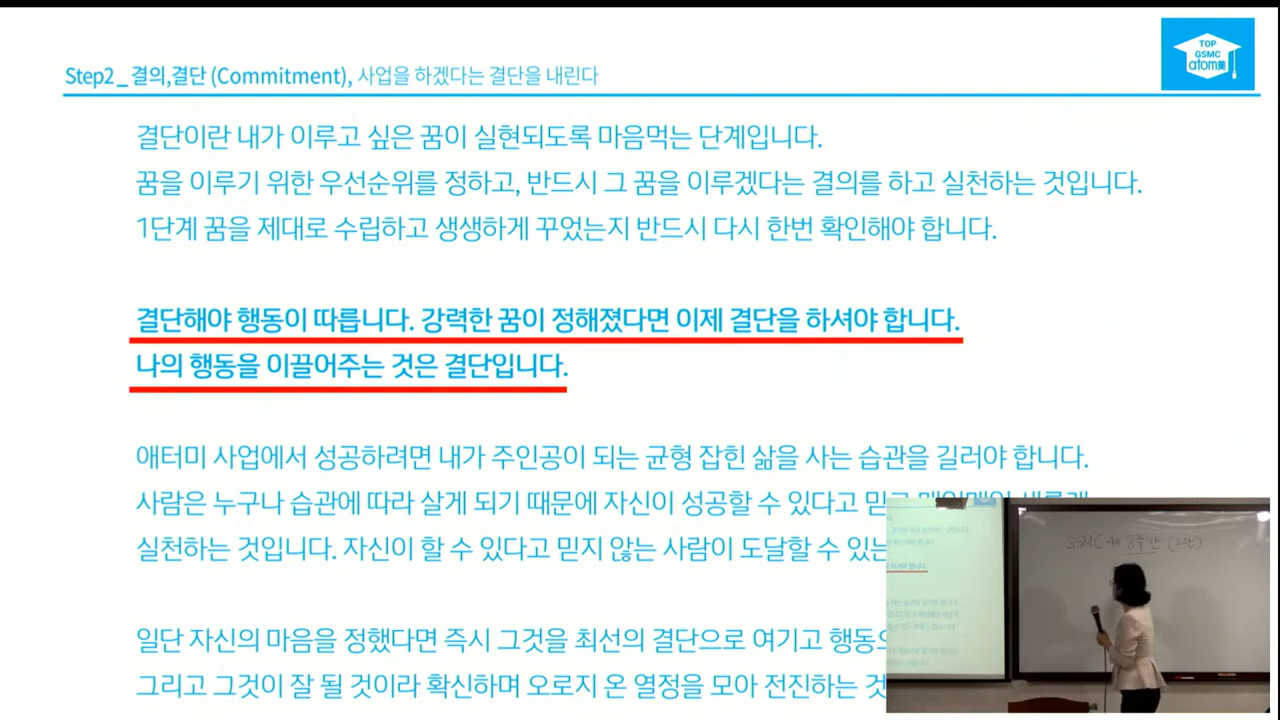 Step2_결의,결단 (Commitment), 사업을 하겠다는 결단을 내린다
TOP
GSMC
atom美
결단이란 내가 이루고 싶은 꿈이 실현되도록 마음먹는 단계입니다.
꿈을 이루기 위한 우선순위를 정하고, 반드시 그 꿈을 이루겠다는 결의를 하고 실천하는 것입니다.
1단계 꿈을 제대로 수립하고 생생하게 꾸었는지 반드시 다시 한번 확인해야 합니다.
결단해야 행동이 따릅니다. 강력한 꿈이 정해졌다면 이제 결단을 하셔야 합니다.
나의 행동을 이끌어주는 것은 결단입니다.
애터미 사업에서 성공하려면 내가 주인공이 되는 균형 잡힌 삶을 사는 습관을 길러야 합니다.
사람은 누구나 습관에 따라 살게 되기 때문에 자신이 성공할 수 있다고 믿고
실천하는 것입니다. 자신이 할 수 있다고 믿지 않는 사람이 도달할 수 있는
일단 자신의 마음을 정했다면 즉시 그것을 최선의 결단으로 여기고
그리고 그것이 잘 될 것이라 확신하며 오로지 온 열정을 모아 전진하는
GSMC 8주간